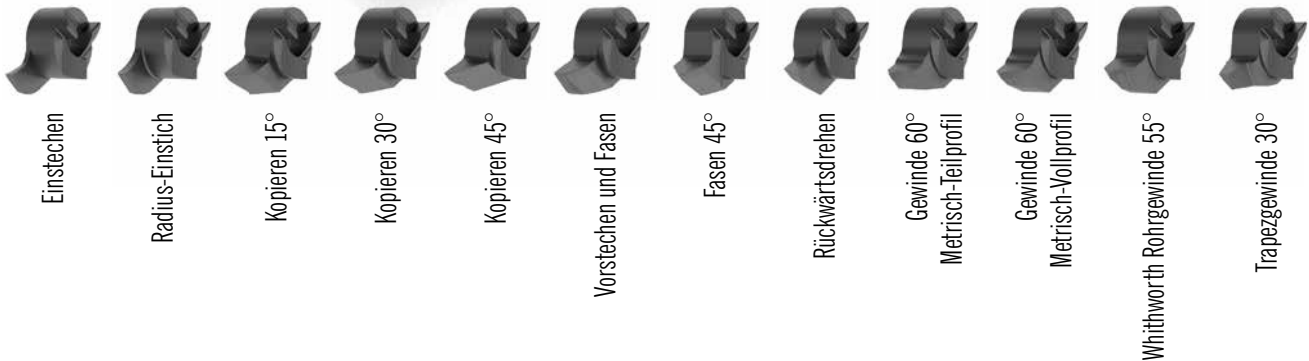 Einstechen
Radius-Einstich
Kopieren 15°
Kopieren 30°
Kopieren 45°
Vorstechen und Fasen
Fasen 45°
Rückwärtsdrehen
Gewinde 60°
Metrisch-Teilprofil
Gewinde 60°
Metrisch-Vollprofil
Whithworth Rohrgewinde 55°
Trapezgewinde 30°